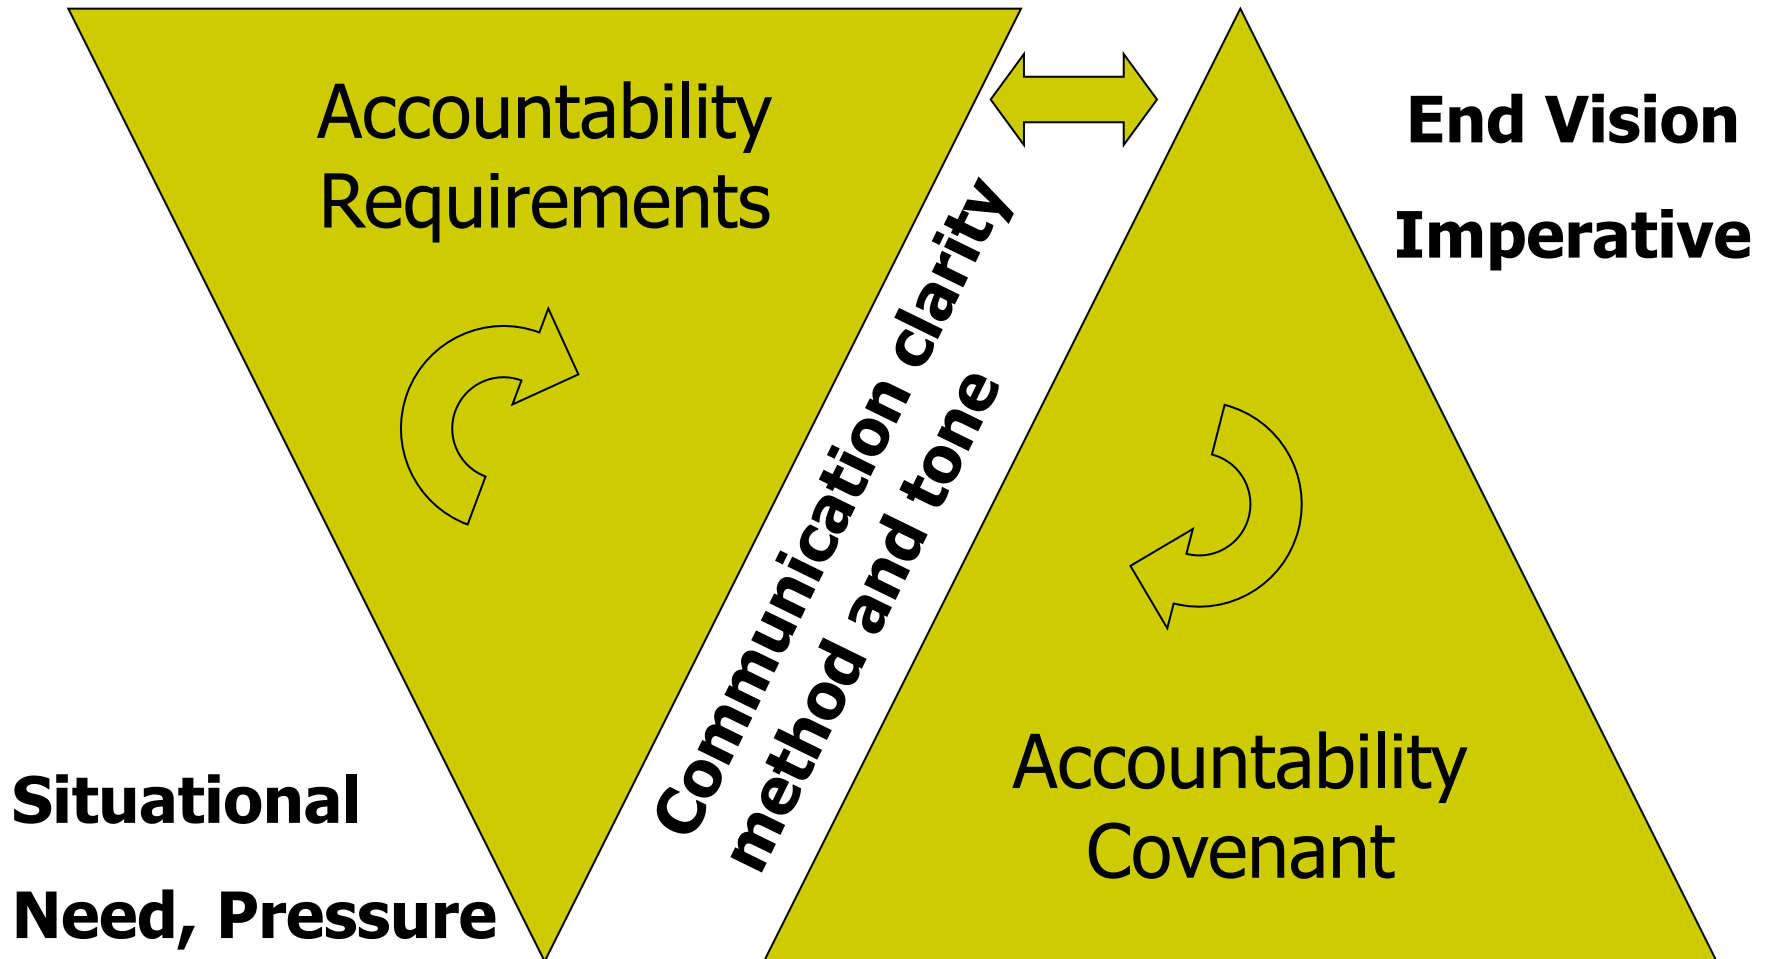 Accountability
Requirements
End Vision
Imperative
Communication clarity
method and tone
Situational
Need, Pressure
Accountability
Covenant